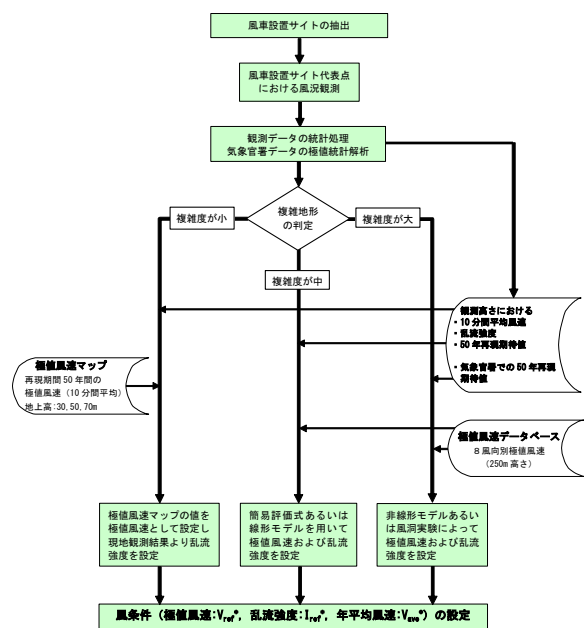 風車設置サイトの抽出
風車設置サイト代表点
における風況観測
観測データの統計処理
気象官署データの極値統計解析
複雑度が小
複雑地形
の判定
複雑度が大
複雑度が中
観測高さにおける
・10分間平均風速
・乱流強度
・50年再現期待値
・気象官署での50年再現
期待値
極値風速マップ
再現期間50年間の
極値風速（10分間平均）
地上高:30,50,70m
極値風速データベース
８風向別極値風速
（250m高さ）
極値風速マップの値を
極値風速として設定し
現地観測結果より乱流
強度を設定
簡易評価式あるいは
線形モデルを用いて
極値風速および乱流
強度を設定
非線形モデルあるい
は風洞実験によって
極値風速および乱流
強度を設定
風条件（極値風速:Vref*, 乱流強度:Iref*, 年平均風速:Vave*）の設定